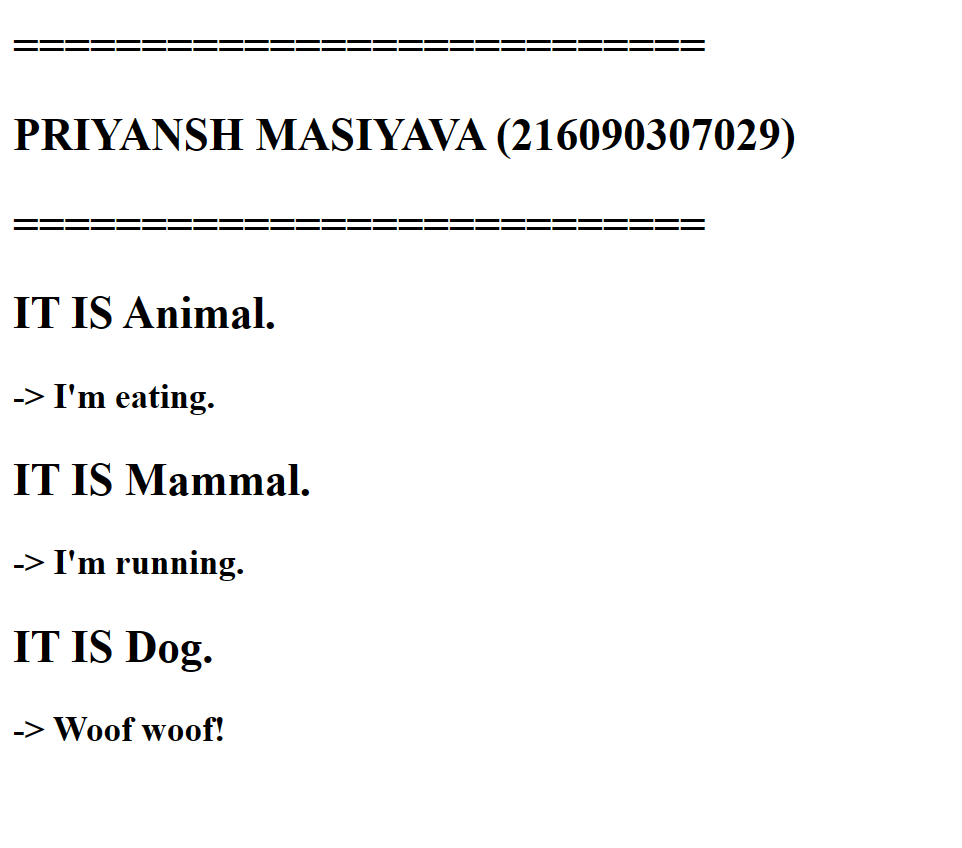 ===========================
PRIYANSH MASIYAVA (216090307029)
===========================
IT IS Animal.
-> I'm eating.
IT IS Mammal.
-> I'm running.
IT IS Dog.
-> Woof woof!